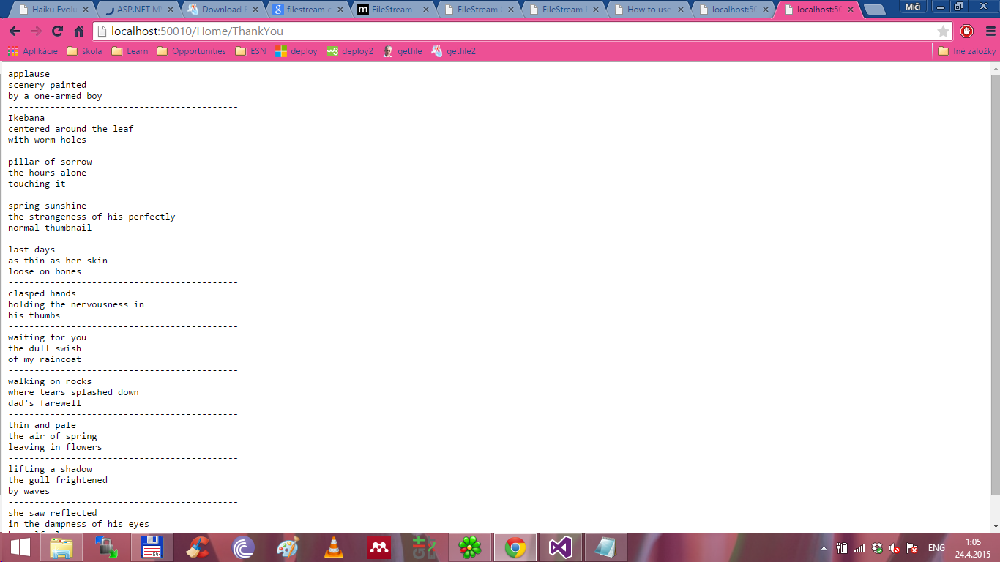 Haiku Evolu
ASP.NET M
Download F
filestream c
FileStream -
FileStream
FileStream
How to use
localhost:50
localhost:50
Miči
localhost:50010/Home/ThankYou
Aplikácie
škola
Learn
Opportunities
ESN
deploy
deploy2
getfile
getfile2
Iné záložky
applause
scenery painted
by a one-armed boy
--------------------------------------------
Ikebana
centered around the leaf
with worm holes
--------------------------------------------
pillar of sorrow
the hours alone
touching it
--------------------------------------------
spring sunshine
the strangeness of his perfectly
normal thumbnail
--------------------------------------------
last days
as thin as her skin
loose on bones
--------------------------------------------
clasped hands
holding the nervousness in
his thumbs
--------------------------------------------
waiting for you
the dull swish
of my raincoat
--------------------------------------------
walking on rocks
where tears splashed down
dad's farewell
--------------------------------------------
thin and pale
the air of spring
leaving in flowers
--------------------------------------------
lifting a shadow
the gull frightened
by waves
--------------------------------------------
she saw reflected
in the dampness of his eyes
ENG
1:05
24.4.2015